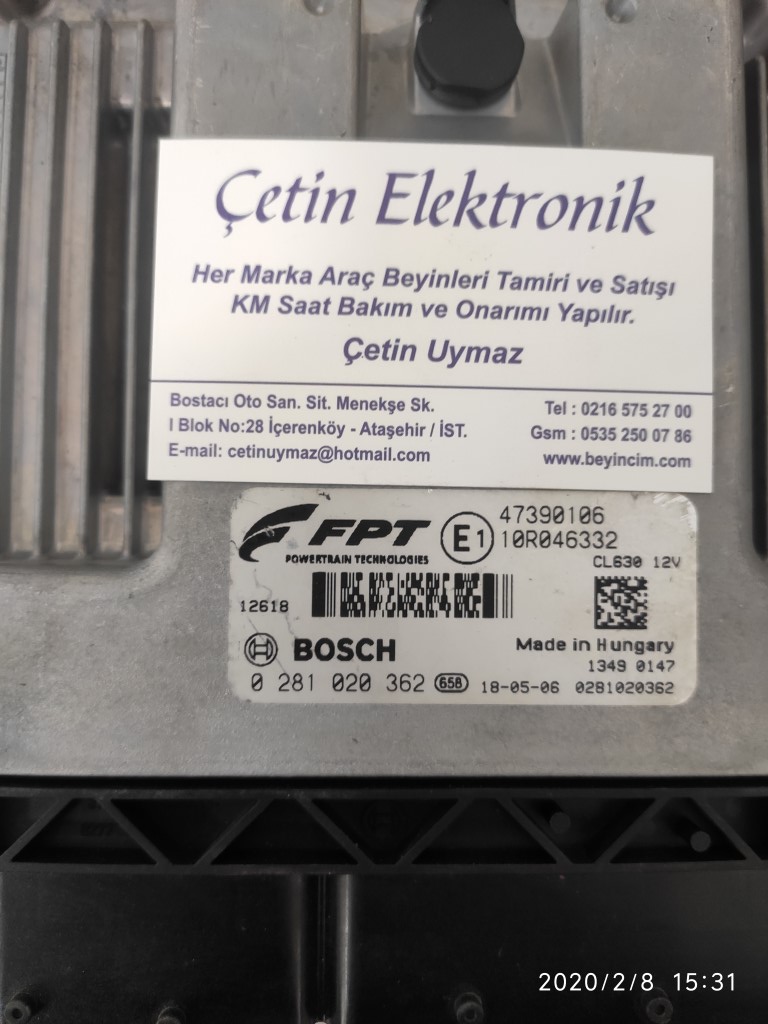 Çetin Elektronik
Her Marka Araç Beyinleri Tamiri ve Satışı
KM Saat Bakım ve Onarımı Yapılır.
Çetin Uymaz
Bostacı Oto San. Sit. Menekşe Sk.
I Blok No:28 İçerenköy - Ataşehir / İST.
E-mail: cetinuymaz@hotmail.com
Tel : 0216 575 27 00
Gsm : 0535 250 07 86
www.beyincim.com
FPT
POWERTRAIN TECHNOLOGIES
E1
47390106
10R046332
CL630 12V
12618
BOSCH
Made in Hungary
1349 0147
0 281 020 362 658 18-05-06 0281020362
2020/2/8 15:31